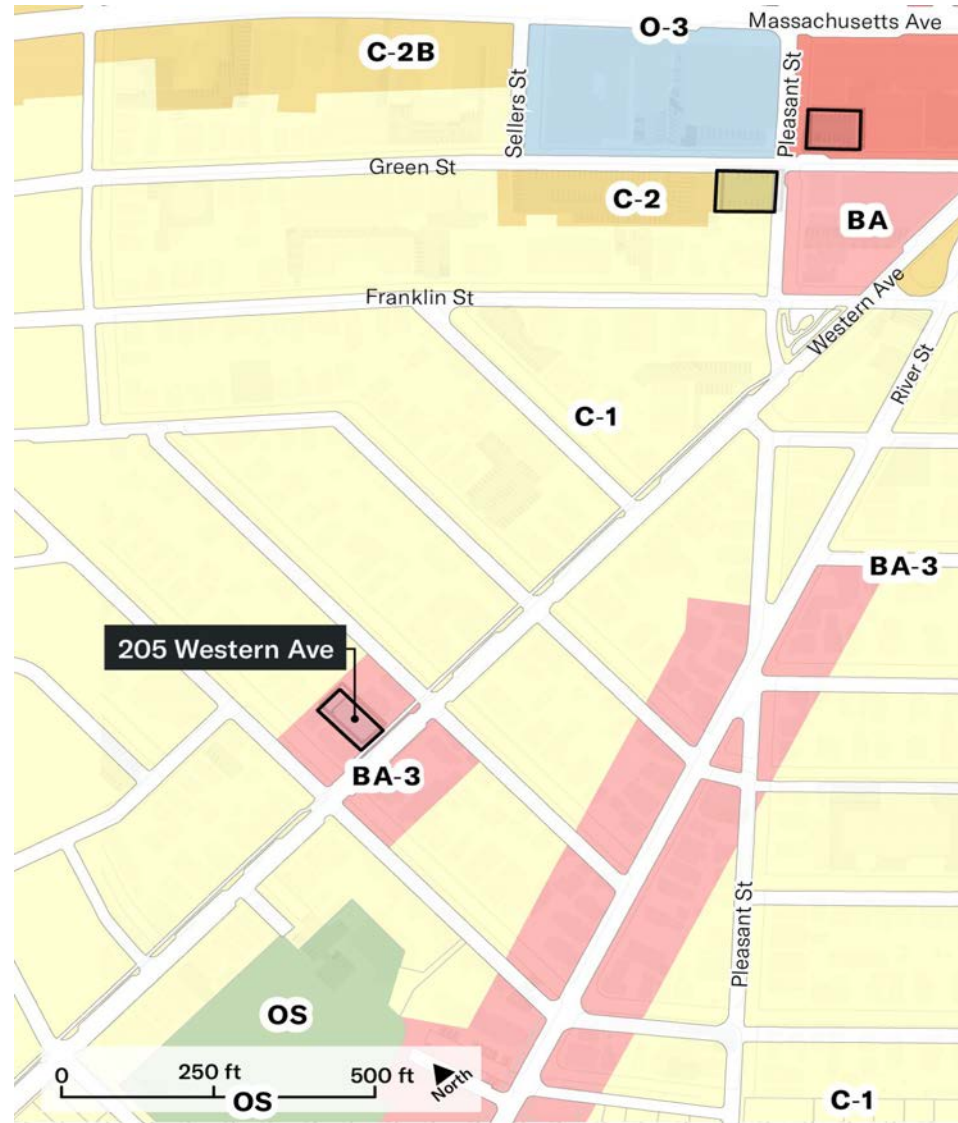 Massachusetts Ave
O-3
C-2B
Sellers St
Pleasant St
Green St
C-2
BA
Franklin St
Western Ave
River St
C-1
BA-3
205 Western Ave
BA-3
Pleasant St
OS
0 250 ft 500 ft
North
OS
C-1